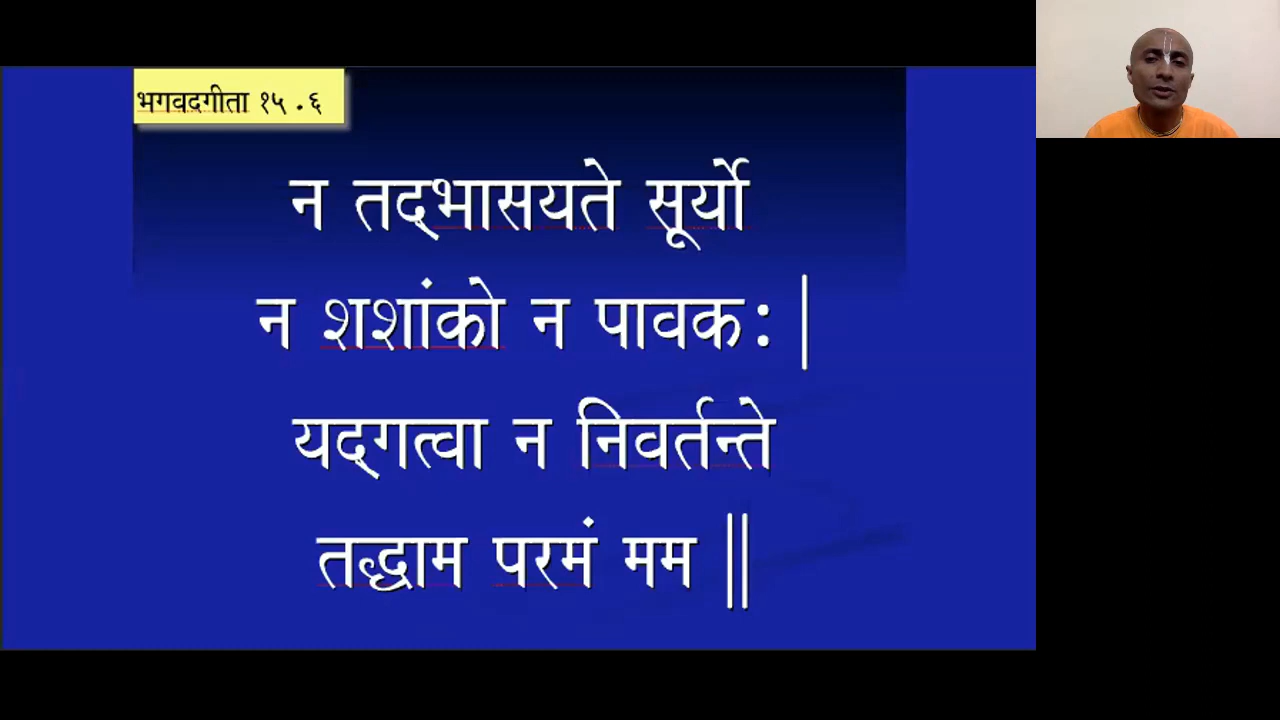 भगवदगीता १५.६
न तद्भासयते सूर्यो
न शशांको न पावकः|
यद्गत्वा न निवर्तन्ते
तद्धाम परमं मम||